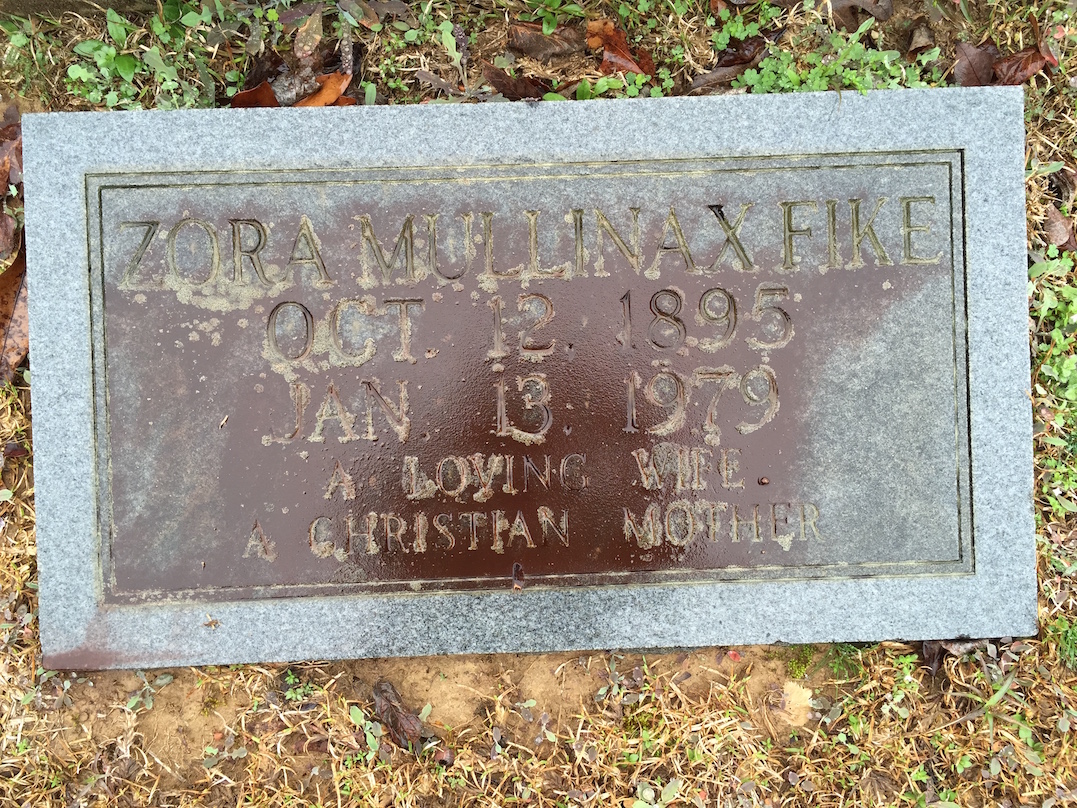 ZORA MULLINAX FIKE
OCT. 12. 1895
JAN. 13. 1979
A LOVING WIFE.
A CHRISTIAN MOTHER